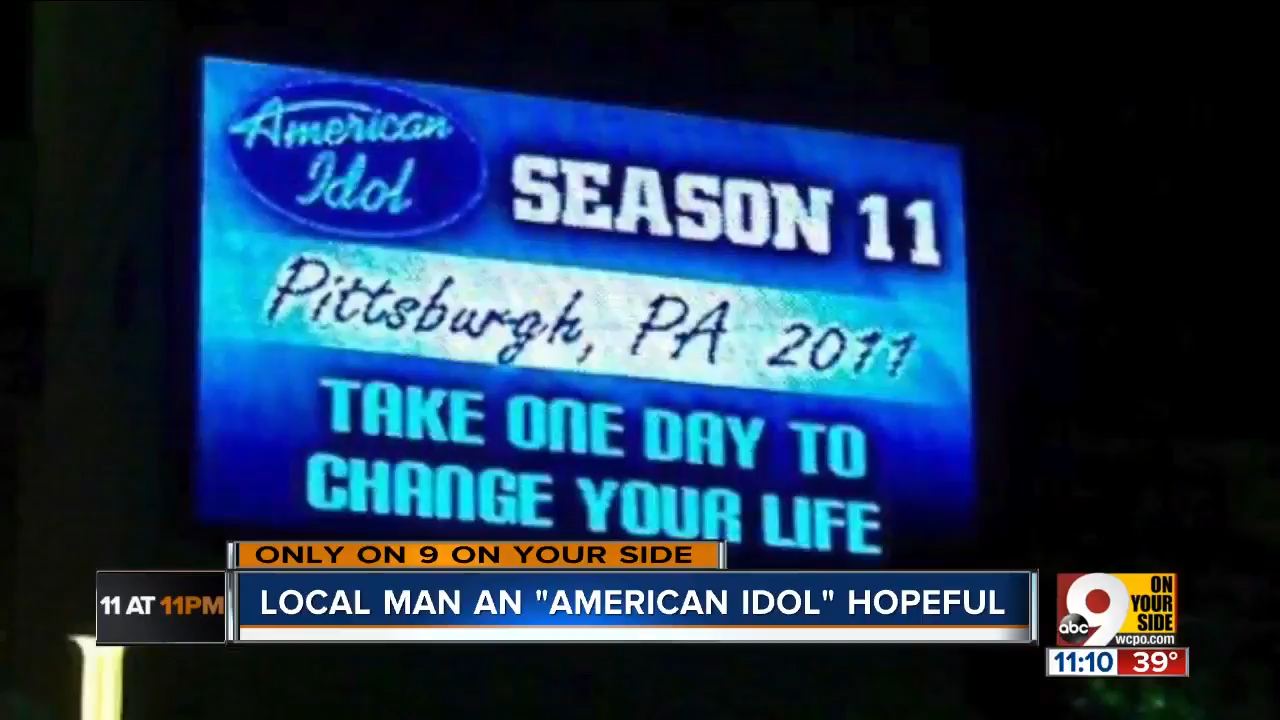 American
Idol
SEASON 11
Pittsburgh, PA 2011
TAKE ONE DAY TO
CHANGE YOUR LIFE
ONLY ON 9 ON YOUR SIDE
11 AT 11PM
LOCAL MAN AN "AMERICAN IDOL" HOPEFUL
abc 9 ON
YOUR
SIDE
wcpo.com
11:10 39°